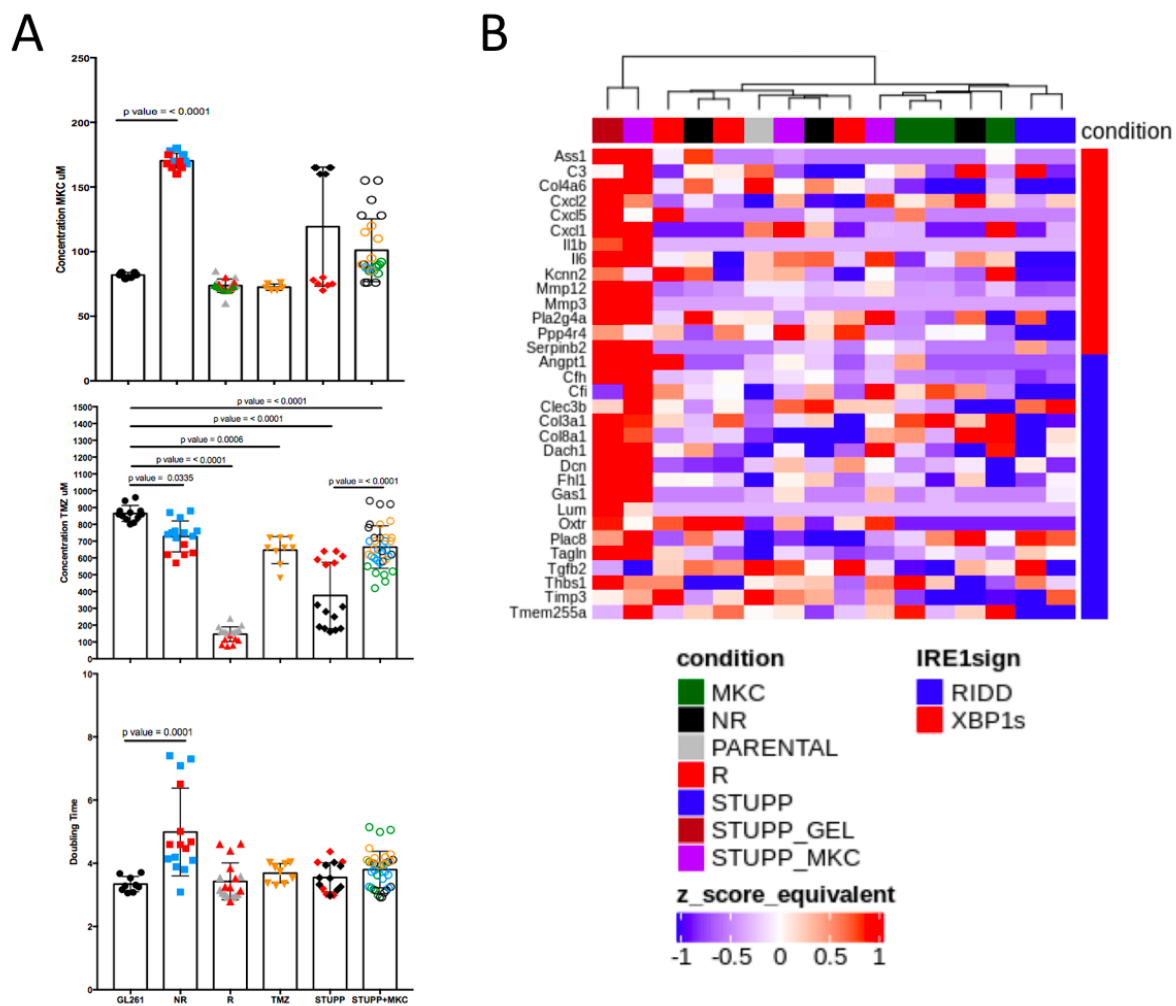 A
B
250
200
150
100
50
0
Concentration MKC uM
p value = < 0.0001
1500
1400
1300
1200
1100
1000
900
800
700
600
500
400
300
200
100
0
Concentration TMZ uM
p value = < 0.0001
p value = < 0.0001
p value = 0.0006
p value = < 0.0001
p value = 0.0335
p value = < 0.0001
10
8
6
4
2
0
Doubling Time
p value = 0.0001
GL261 NR R TMZ STUPP STUPP+MKC
condition
Ass1
C3
Col4a6
Cxcl2
Cxcl5
Cxcl1
Il1b
Il6
Kcnn2
Mmp12
Mmp3
Pla2g4a
Ppp4r4
Serpinb2
Angpt1
Cfh
Cfi
Clec3b
Col3a1
Col8a1
Dach1
Dcn
Fhl1
Gas1
Lum
Oxtr
Plac8
Tagln
Tgfb2
Thbs1
Timp3
Tmem255a
condition
MKC
NR
PARENTAL
R
STUPP
STUPP_GEL
STUPP_MKC
IRE1sign
RIDD
XBP1s
z_score_equivalent
-1 -0.5 0 0.5 1